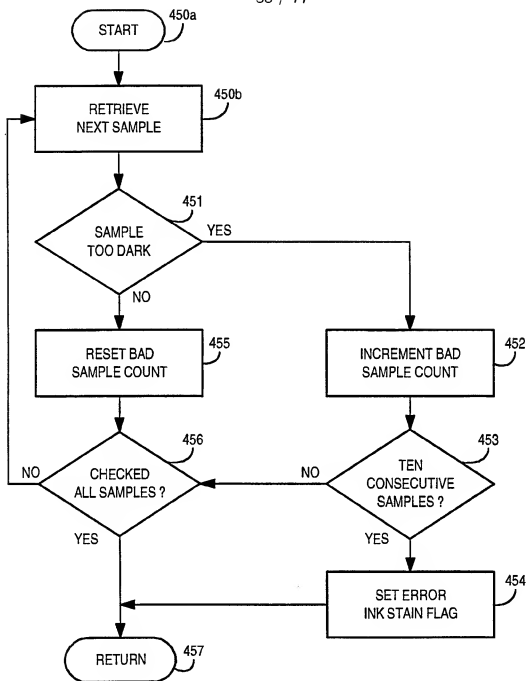 START
450a
RETRIEVE
NEXT SAMPLE
450b
SAMPLE
TOO DARK
451
YES
NO
RESET BAD
SAMPLE COUNT
455
INCREMENT BAD
SAMPLE COUNT
452
CHECKED
ALL SAMPLES ?
456
NO
YES
TEN
CONSECUTIVE
SAMPLES ?
453
NO
YES
SET ERROR
INK STAIN FLAG
454
RETURN
457